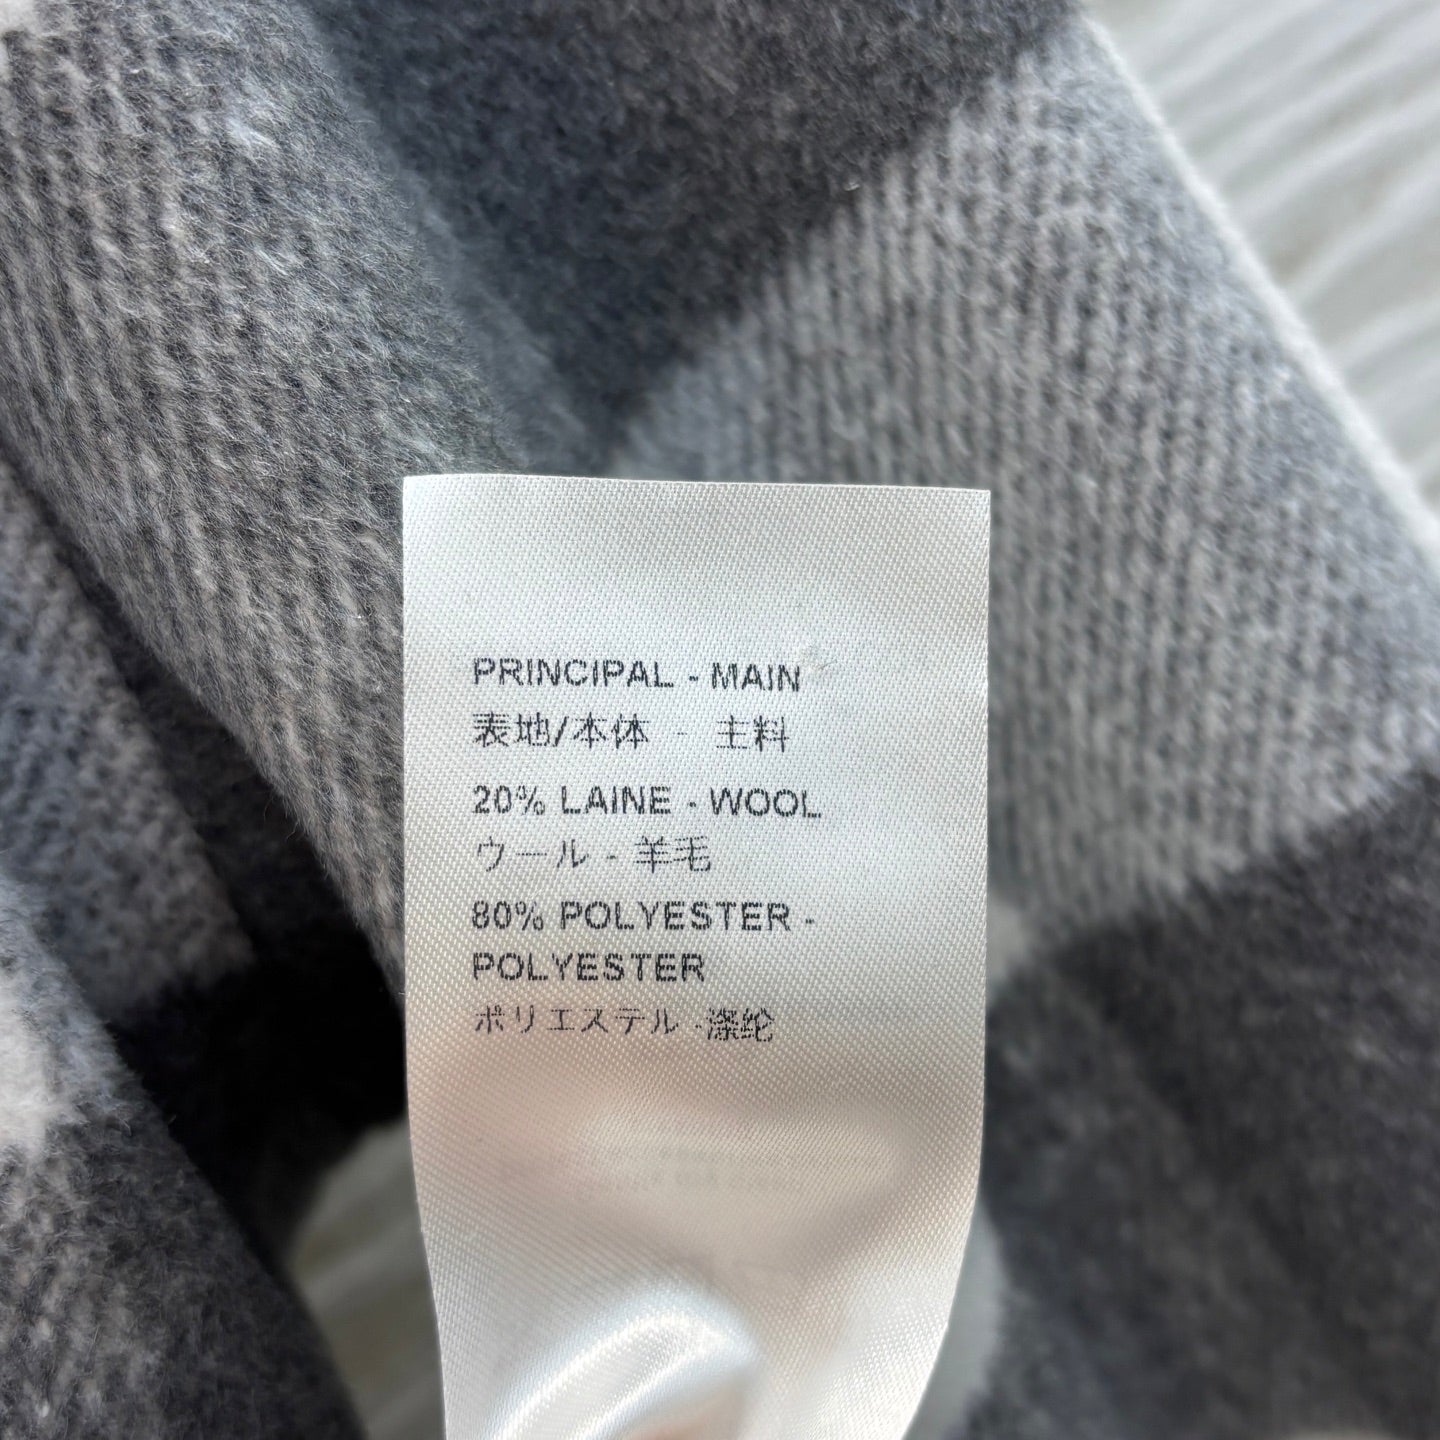 PRINCIPAL - MAIN
表地/本体 - 主料
20% LAINE - WOOL
ウール - 羊毛
80% POLYESTER -
POLYESTER
ポリエステル - 涤纶